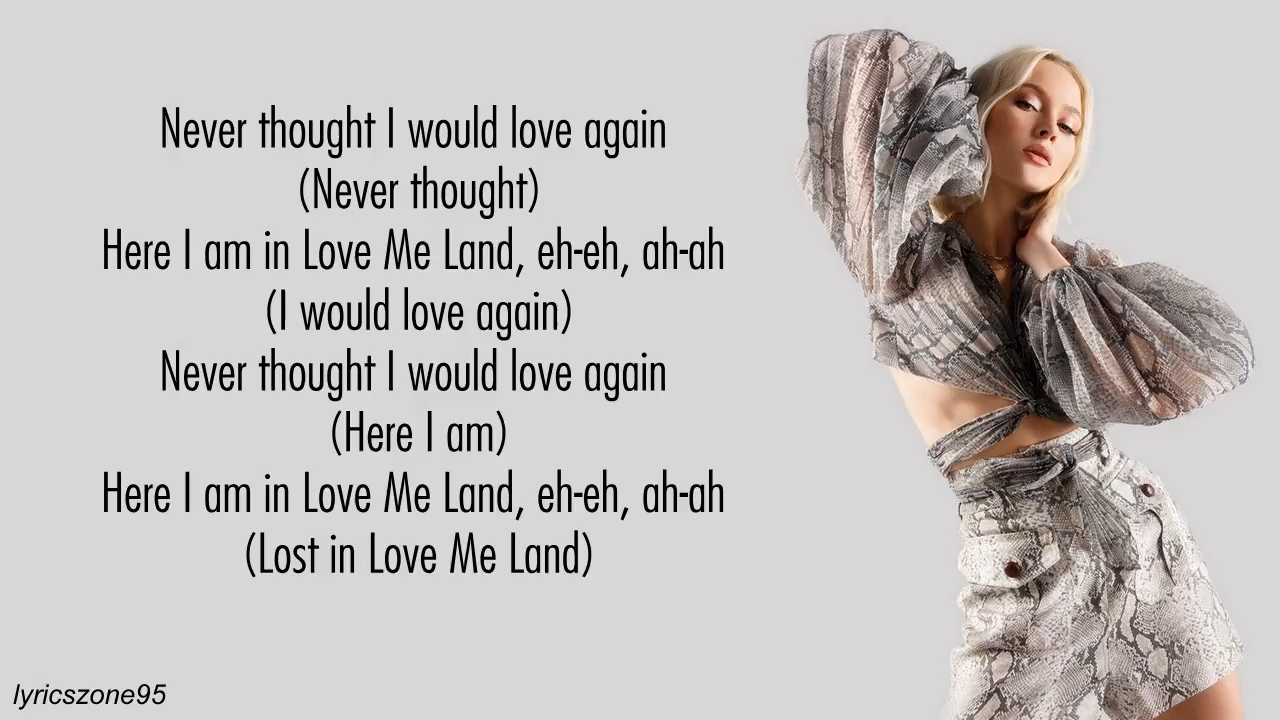 Never thought I would love again
(Never thought)
Here I am in Love Me Land, eh-eh, ah-ah
(I would love again)
Never thought I would love again
(Here I am)
Here I am in Love Me Land, eh-eh, ah-ah
(Lost in Love Me Land)
lyricszone95